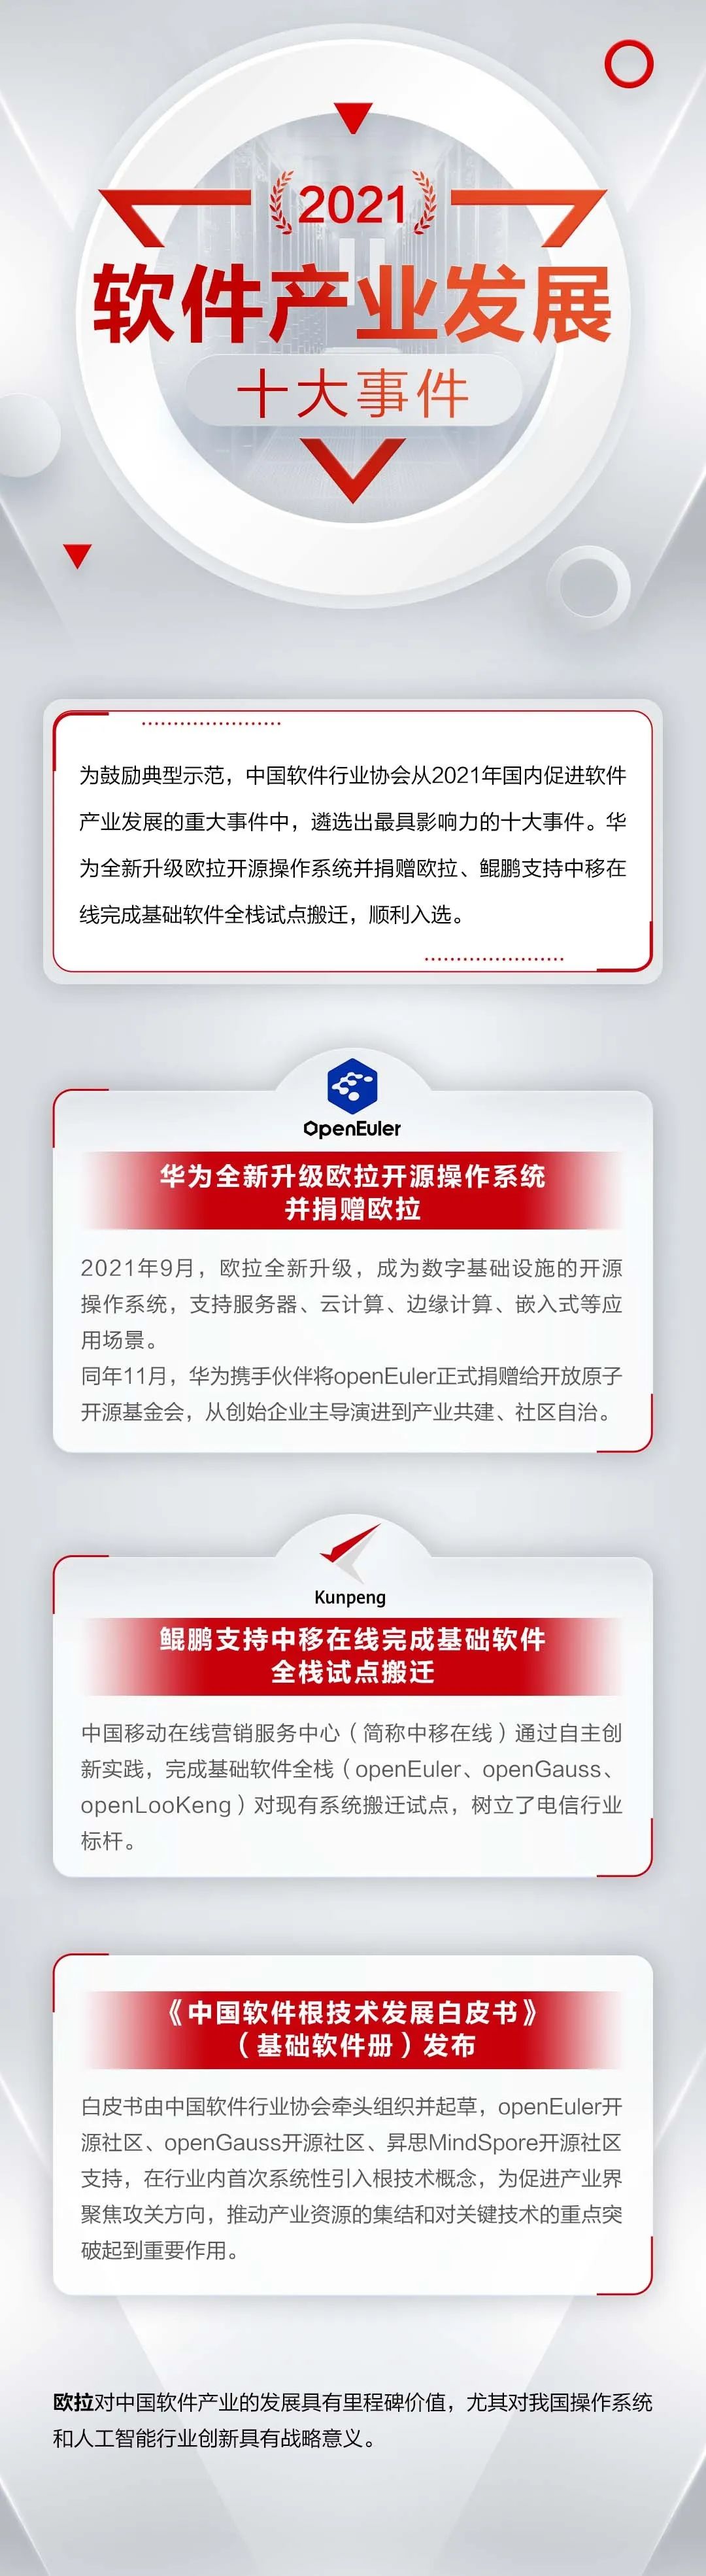 2021
软件产业发展
十大事件
为鼓励典型示范，中国软件行业协会从2021年国内促进软件
产业发展的重大事件中，遴选出最具影响力的十大事件。华
为全新升级欧拉开源操作系统并捐赠欧拉、鲲鹏支持中移在
线完成基础软件全栈试点搬迁，顺利入选。
OpenEuler
华为全新升级欧拉开源操作系统
并捐赠欧拉
2021年9月，欧拉全新升级，成为数字基础设施的开源
操作系统，支持服务器、云计算、边缘计算、嵌入式等应
用场景。
同年11月，华为携手伙伴将openEuler正式捐赠给开放原子
开源基金会，从创始企业主导演进到产业共建、社区自治。
Kunpeng
鲲鹏支持中移在线完成基础软件
全栈试点搬迁
中国移动在线营销服务中心（简称中移在线）通过自主创
新实践，完成基础软件全栈（openEuler、openGauss、
openLooKeng）对现有系统搬迁试点，树立了电信行业
标杆。
《中国软件根技术发展白皮书》
（基础软件册）发布
白皮书由中国软件行业协会牵头组织并起草，openEuler开
源社区、openGauss开源社区、昇思MindSpore开源社区
支持，在行业内首次系统性引入根技术概念，为促进产业界
聚焦攻关方向，推动产业资源的集结和对关键技术的重点突
破起到重要作用。
欧拉对中国软件产业的发展具有里程碑价值，尤其对我国操作系统
和人工智能行业创新具有战略意义。